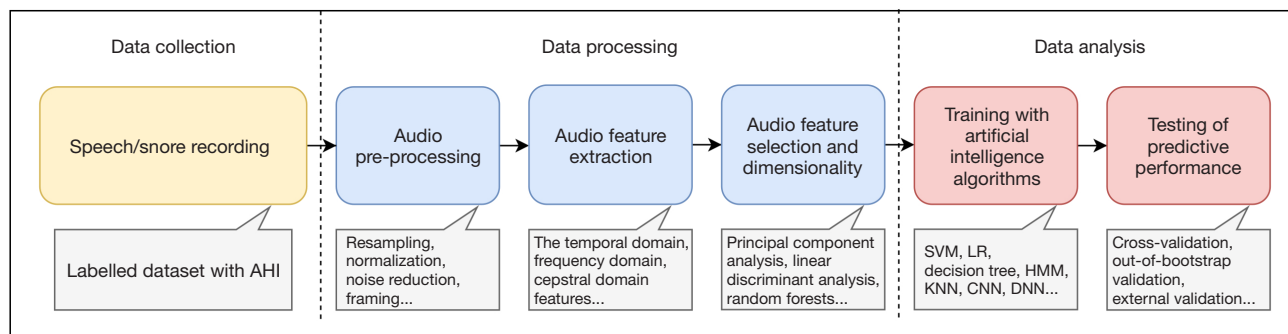 Data collection
Data processing
Data analysis
Speech/snore recording
Audio
pre-processing
Audio feature
extraction
Audio feature
selection and
dimensionality
Training with
artificial
intelligence
algorithms
Testing of
predictive
performance
Labelled dataset with AHI
Resampling,
normalization,
noise reduction,
framing...
The temporal domain,
frequency domain,
cepstral domain
features...
Principal component
analysis, linear
discriminant analysis,
random forests...
SVM, LR,
decision tree, HMM,
KNN, CNN, DNN...
Cross-validation,
out-of-bootstrap
validation,
external validation...